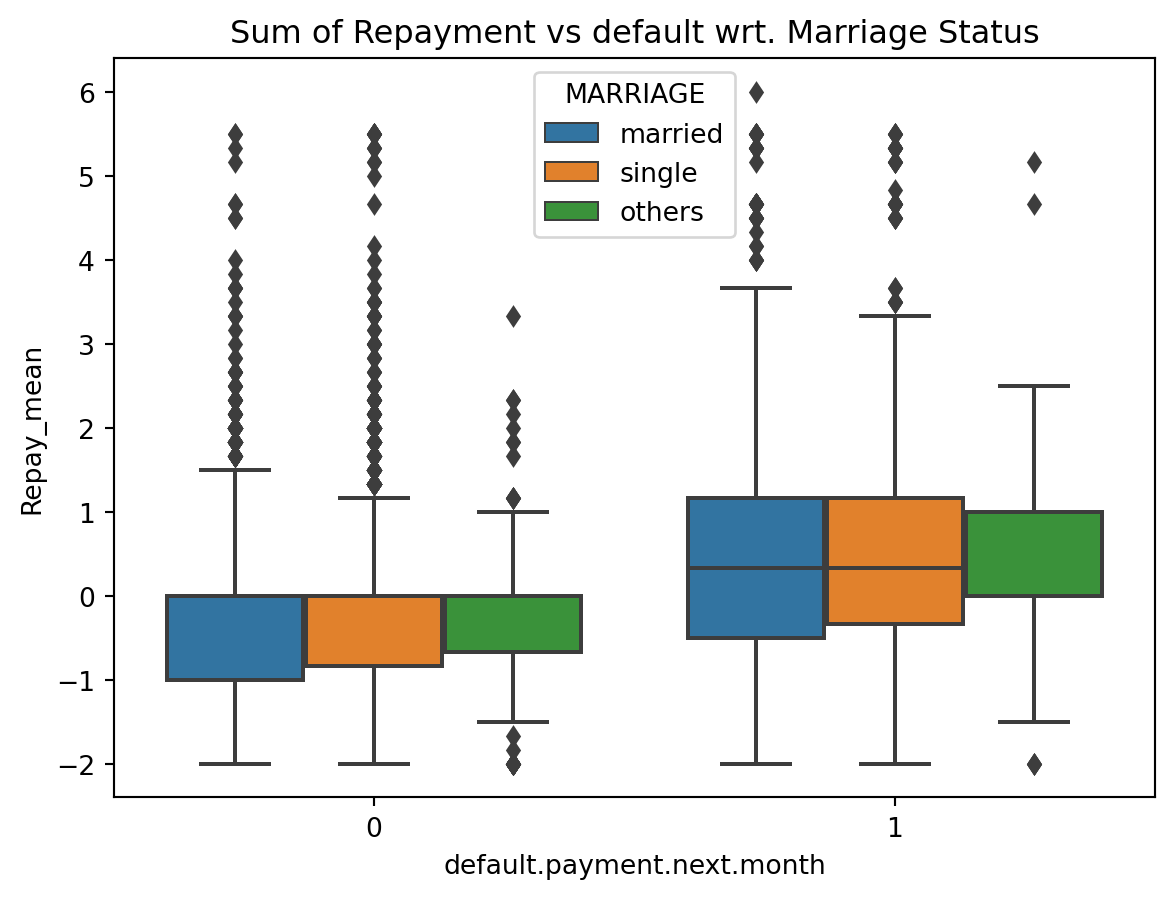 Sum of Repayment vs default wrt. Marriage Status
MARRIAGE
married
single
others
Repay_mean
6
5
4
3
2
1
0
−1
−2
0
1
default.payment.next.month